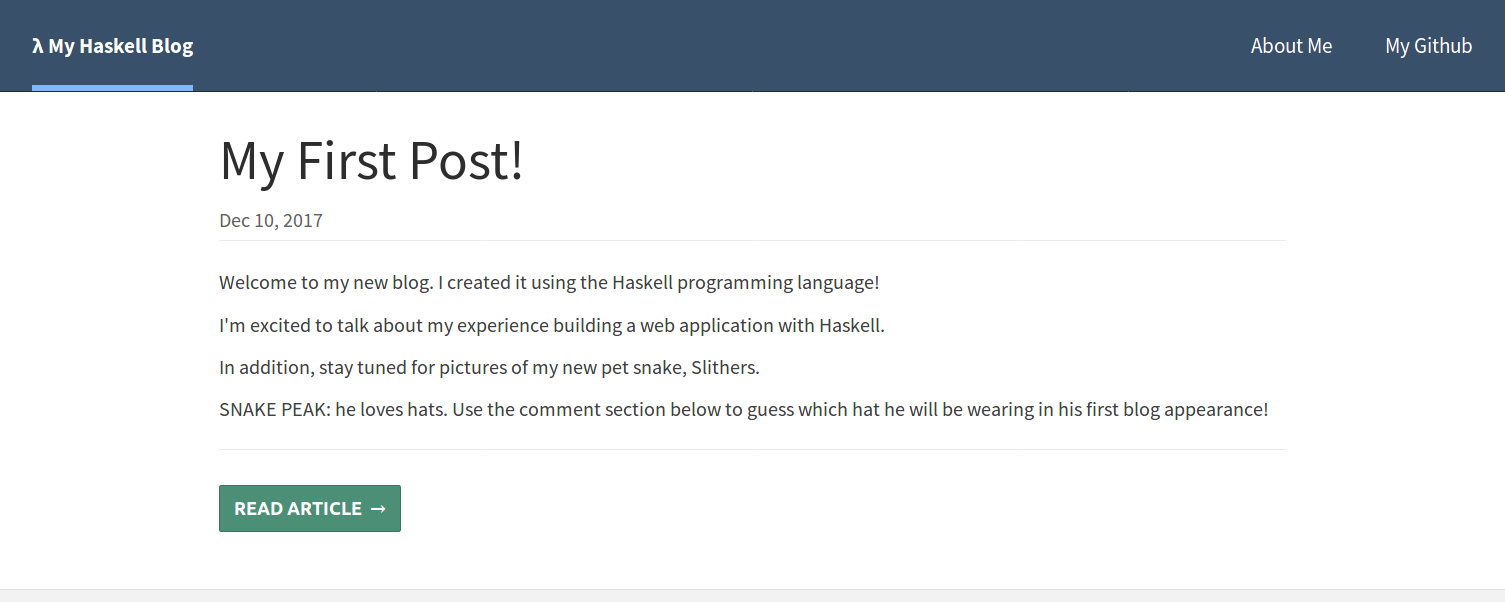 λ My Haskell Blog
About Me
My Github
My First Post!
Dec 10, 2017
Welcome to my new blog. I created it using the Haskell programming language!
I'm excited to talk about my experience building a web application with Haskell.
In addition, stay tuned for pictures of my new pet snake, Slithers.
SNAKE PEAK: he loves hats. Use the comment section below to guess which hat he will be wearing in his first blog appearance!
READ ARTICLE →